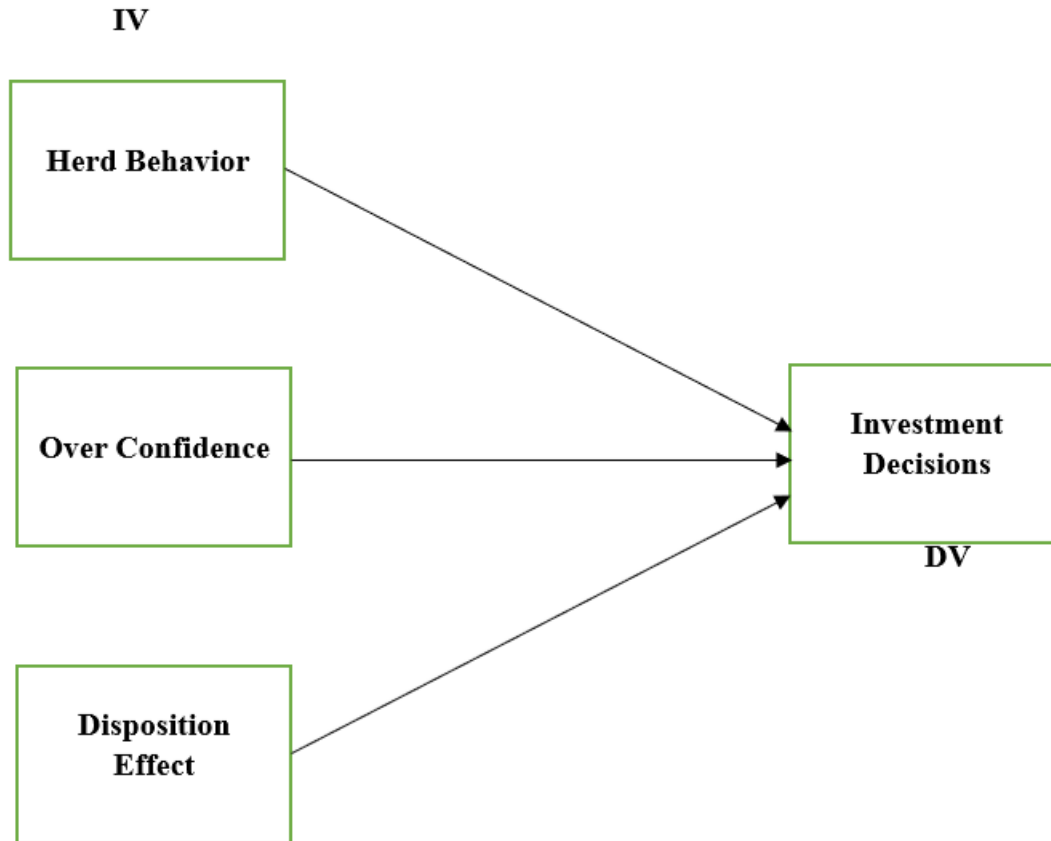 IV
Herd Behavior
Over Confidence
Investment
Decisions
DV
Disposition
Effect